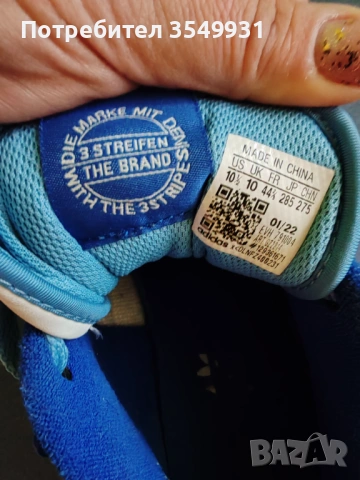 Потребител 3549931
DIE MARKE MIT DEN
3 STREIFEN
THE BRAND
WITH THE 3 STRIPES
MADE IN CHINA
US UK FR JP CHN
10½ 10 44⅔ 285 275
01/22
adidas
BAZAR